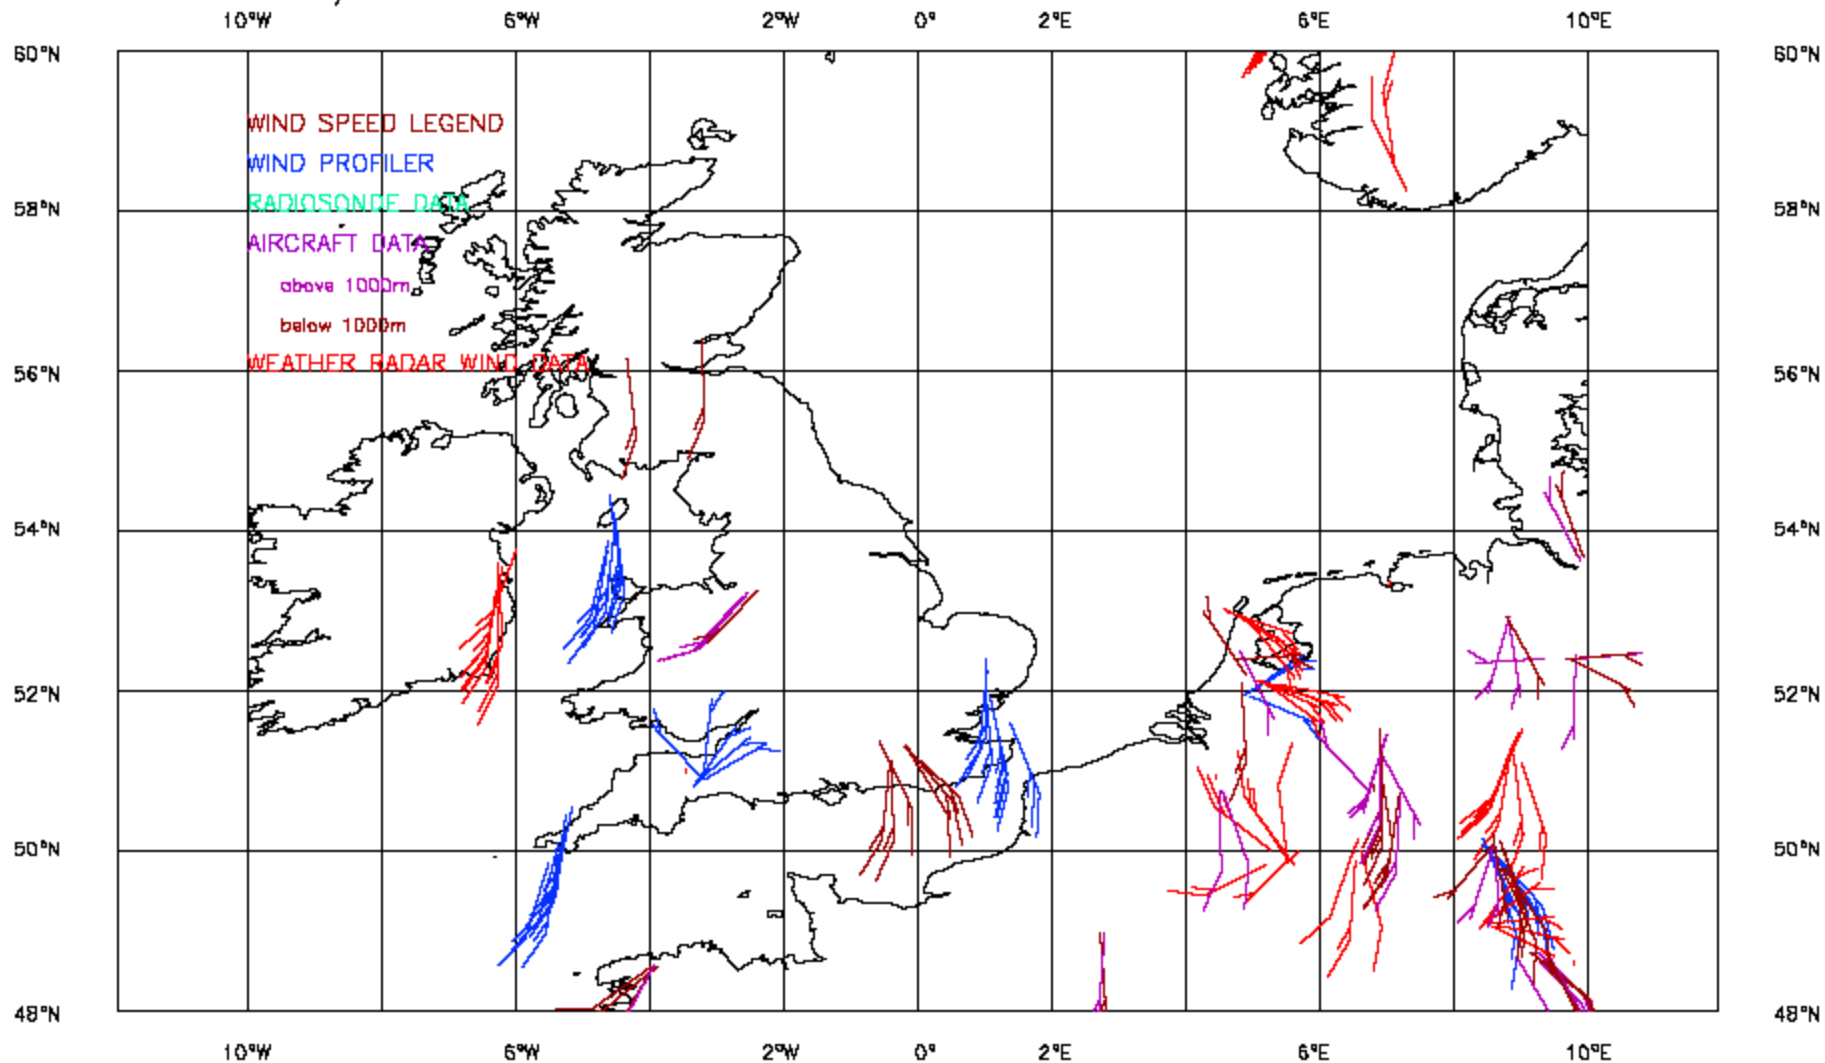 10°W 6°W 2°W 0° 2°E 6°E 10°E
60°N 60°N
WIND SPEED LEGEND
WIND PROFILER
RADIOSONDE DATA
58°N 58°N
AIRCRAFT DATA
above 1000m
below 1000m
WEATHER RADAR WIND DATA
56°N 56°N
54°N 54°N
52°N 52°N
50°N 50°N
48°N 48°N
10°W 6°W 2°W 0° 2°E 6°E 10°E